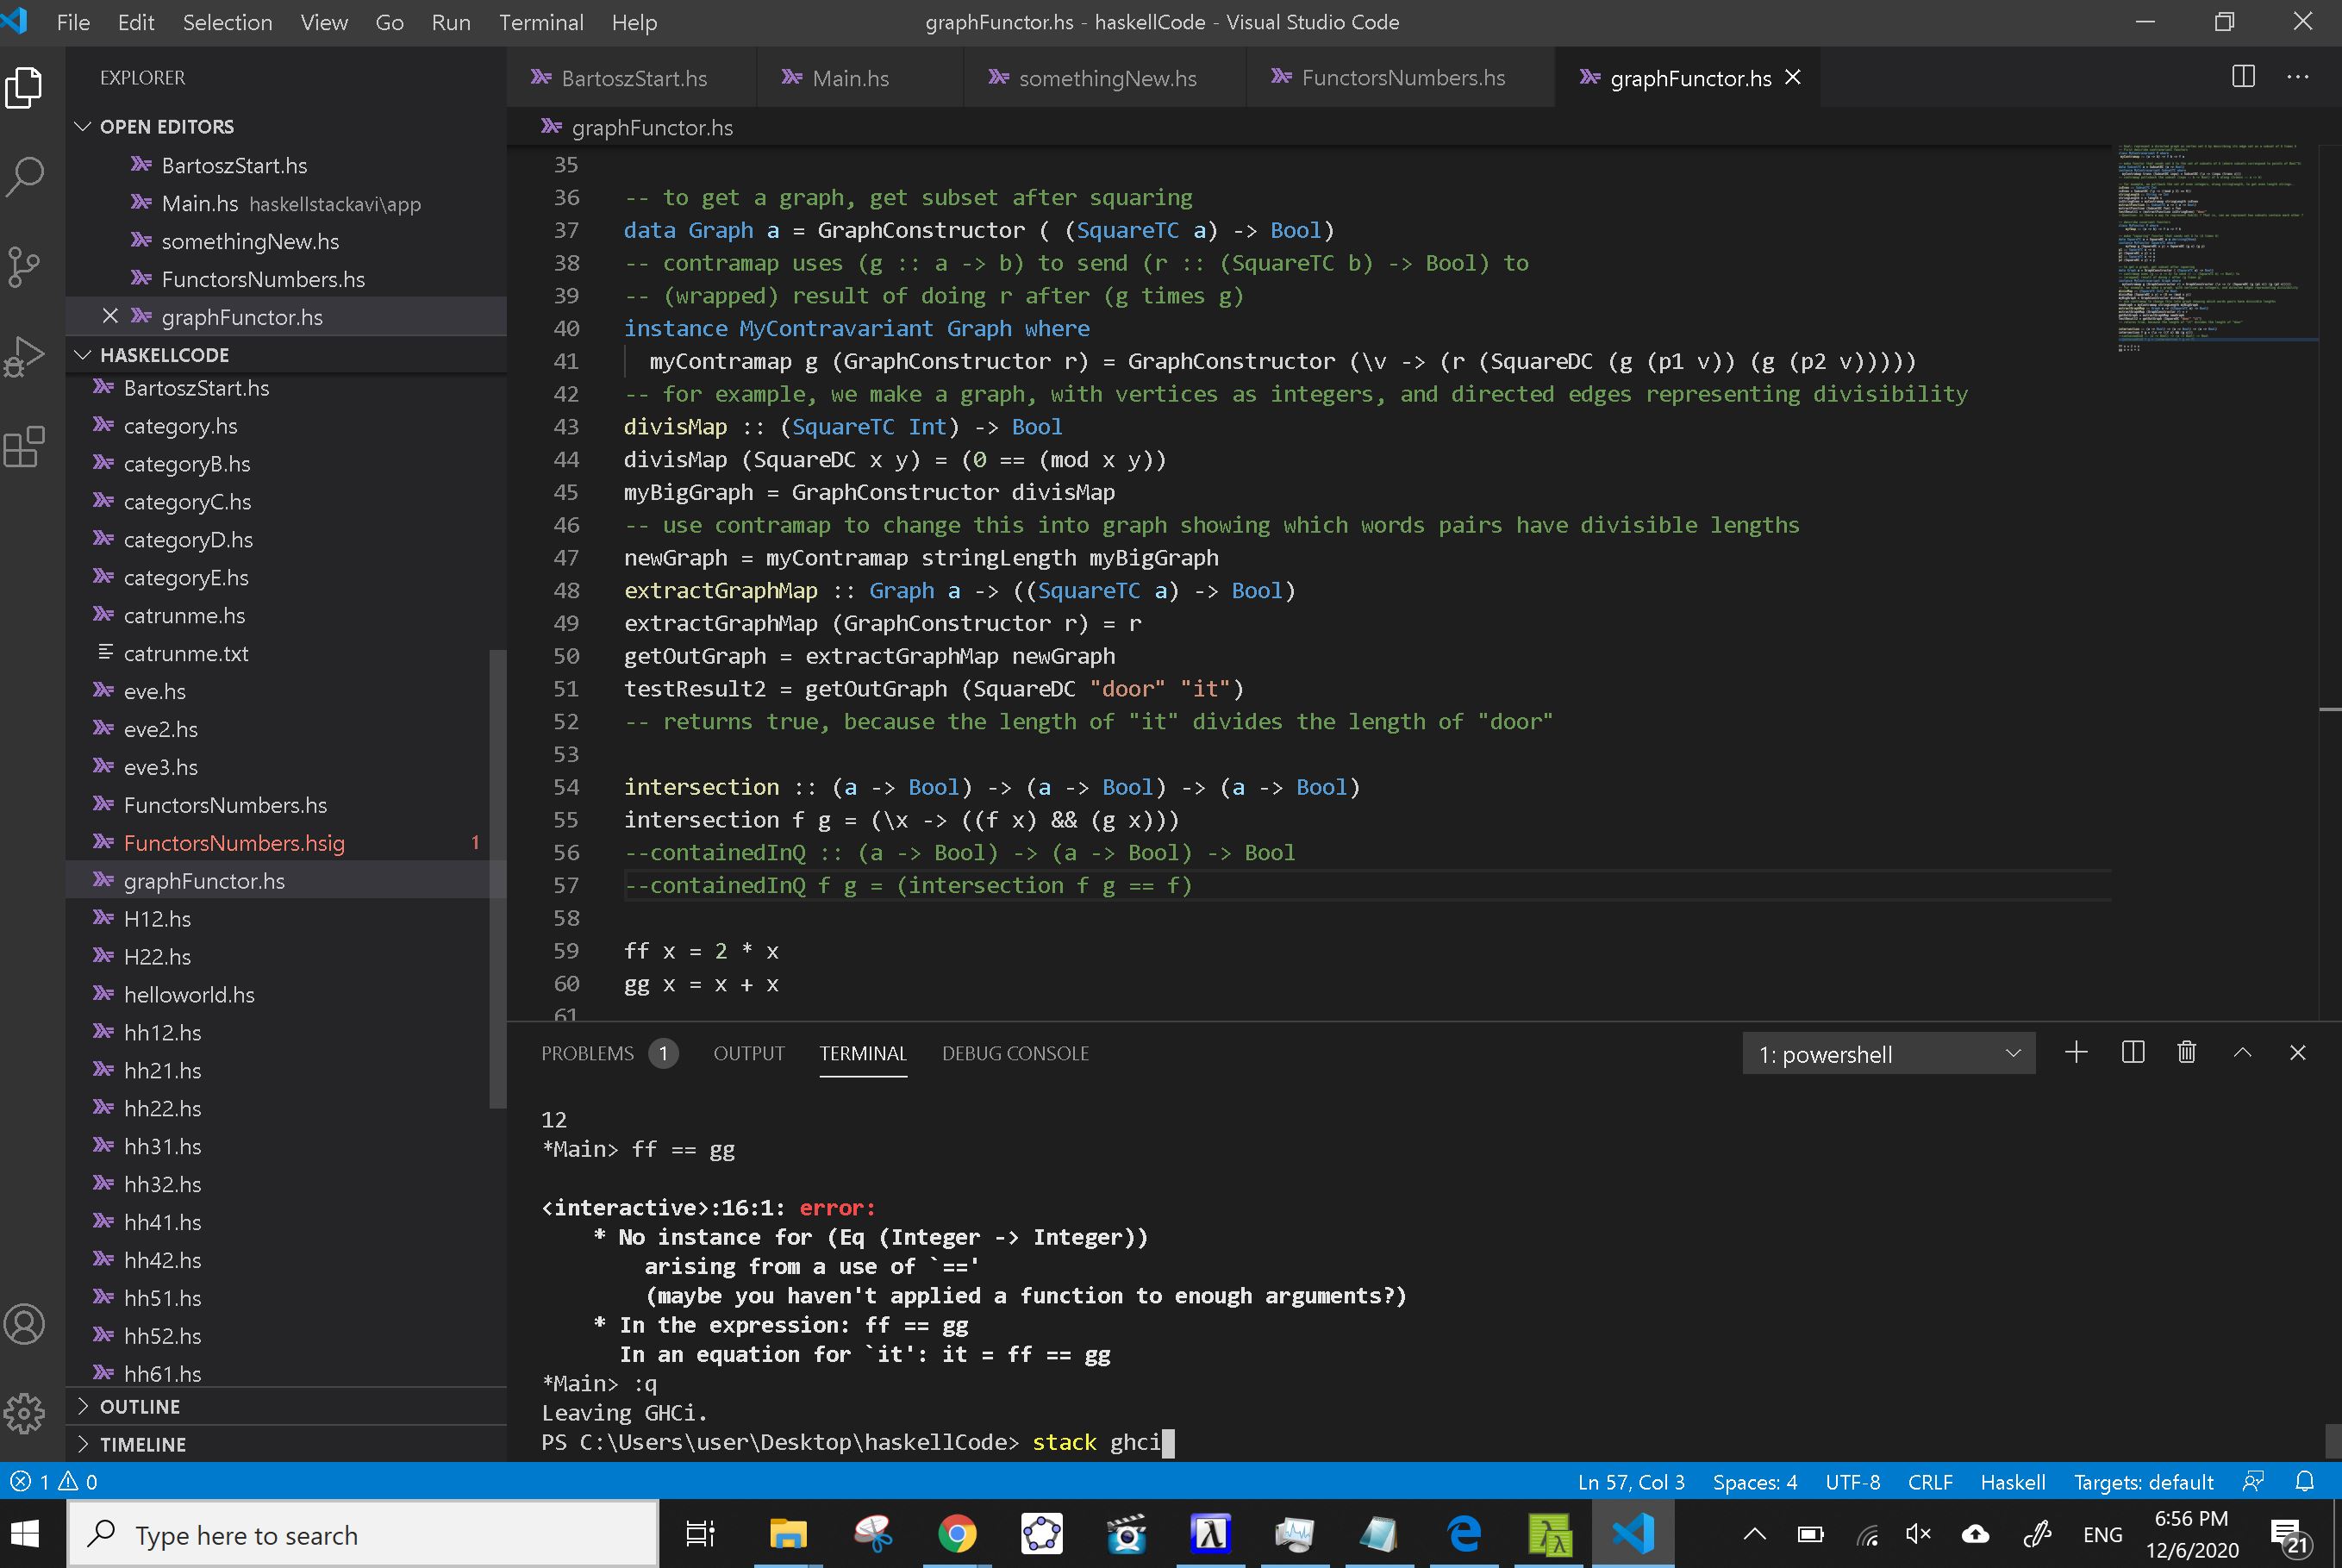 File Edit Selection View Go Run Terminal Help graphFunctor.hs - haskellCode - Visual Studio Code
EXPLORER
OPEN EDITORS
BartoszStart.hs
Main.hs haskellstackavi\app
somethingNew.hs
FunctorsNumbers.hs
graphFunctor.hs
HASKELLCODE
BartoszStart.hs
category.hs
categoryB.hs
categoryC.hs
categoryD.hs
categoryE.hs
catrunme.hs
catrunme.txt
eve.hs
eve2.hs
eve3.hs
FunctorsNumbers.hs
FunctorsNumbers.hsig 1
graphFunctor.hs
H12.hs
H22.hs
helloworld.hs
hh12.hs
hh21.hs
hh22.hs
hh31.hs
hh32.hs
hh41.hs
hh42.hs
hh51.hs
hh52.hs
hh61.hs
OUTLINE
TIMELINE
BartoszStart.hs Main.hs somethingNew.hs FunctorsNumbers.hs graphFunctor.hs
graphFunctor.hs
35
36 -- to get a graph, get subset after squaring
37 data Graph a = GraphConstructor ( (SquareTC a) -> Bool)
38 -- contramap uses (g :: a -> b) to send (r :: (SquareTC b) -> Bool) to
39 -- (wrapped) result of doing r after (g times g)
40 instance MyContravariant Graph where
41 myContramap g (GraphConstructor r) = GraphConstructor (\v -> (r (SquareDC (g (p1 v)) (g (p2 v)))))
42 -- for example, we make a graph, with vertices as integers, and directed edges representing divisibility
43 divisMap :: (SquareTC Int) -> Bool
44 divisMap (SquareDC x y) = (0 == (mod x y))
45 myBigGraph = GraphConstructor divisMap
46 -- use contramap to change this into graph showing which words pairs have divisible lengths
47 newGraph = myContramap stringLength myBigGraph
48 extractGraphMap :: Graph a -> ((SquareTC a) -> Bool)
49 extractGraphMap (GraphConstructor r) = r
50 getOutGraph = extractGraphMap newGraph
51 testResult2 = getOutGraph (SquareDC "door" "it")
52 -- returns true, because the length of "it" divides the length of "door"
53
54 intersection :: (a -> Bool) -> (a -> Bool) -> (a -> Bool)
55 intersection f g = (\x -> ((f x) && (g x)))
56 --containedInQ :: (a -> Bool) -> (a -> Bool) -> Bool
57 --containedInQ f g = (intersection f g == f)
58
59 ff x = 2 * x
60 gg x = x + x
61
PROBLEMS 1 OUTPUT TERMINAL DEBUG CONSOLE 1: powershell
12
*Main> ff == gg
<interactive>:16:1: error:
* No instance for (Eq (Integer -> Integer))
arising from a use of `=='
(maybe you haven't applied a function to enough arguments?)
* In the expression: ff == gg
In an equation for `it': it = ff == gg
*Main> :q
Leaving GHCi.
PS C:\Users\user\Desktop\haskellCode> stack ghci
1 0 Ln 57, Col 3 Spaces: 4 UTF-8 CRLF Haskell Targets: default
Type here to search ENG 6:56 PM
12/6/2020 21